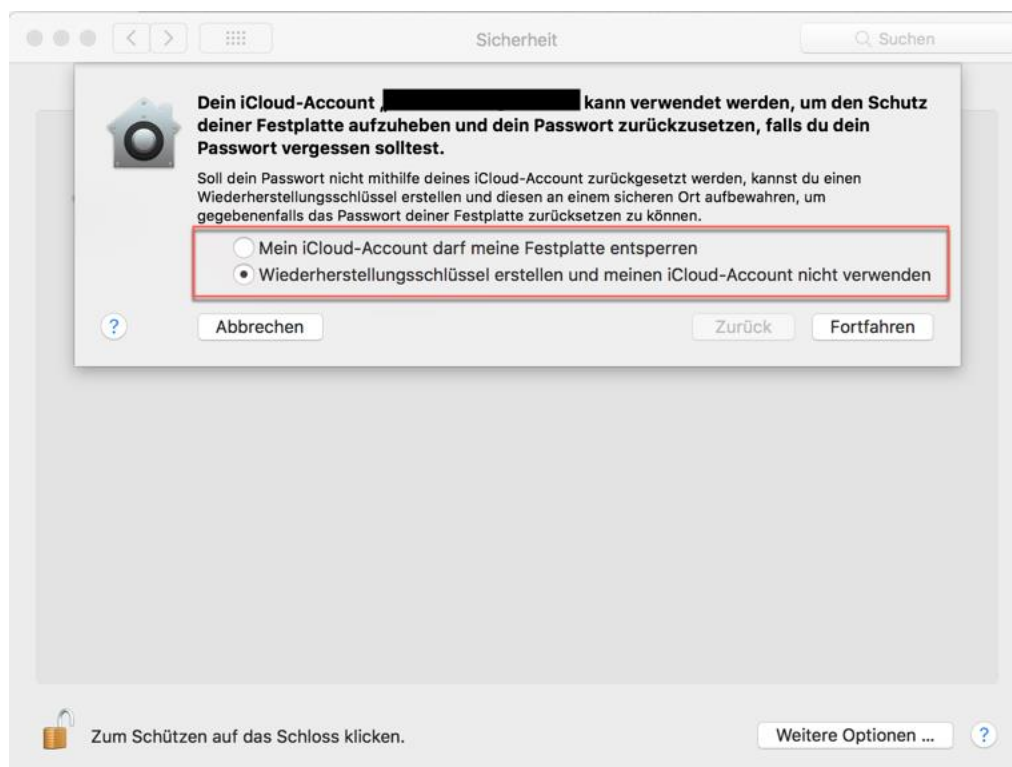 Sicherheit
Suchen
Dein iCloud-Account „ kann verwendet werden, um den Schutz
deiner Festplatte aufzuheben und dein Passwort zurückzusetzen, falls du dein
Passwort vergessen solltest.
Soll dein Passwort nicht mithilfe deines iCloud-Account zurückgesetzt werden, kannst du einen
Wiederherstellungsschlüssel erstellen und diesen an einem sicheren Ort aufbewahren, um
gegebenenfalls das Passwort deiner Festplatte zurücksetzen zu können.
Mein iCloud-Account darf meine Festplatte entsperren
Wiederherstellungsschlüssel erstellen und meinen iCloud-Account nicht verwenden
? Abbrechen Zurück Fortfahren
Zum Schützen auf das Schloss klicken. Weitere Optionen ... ?